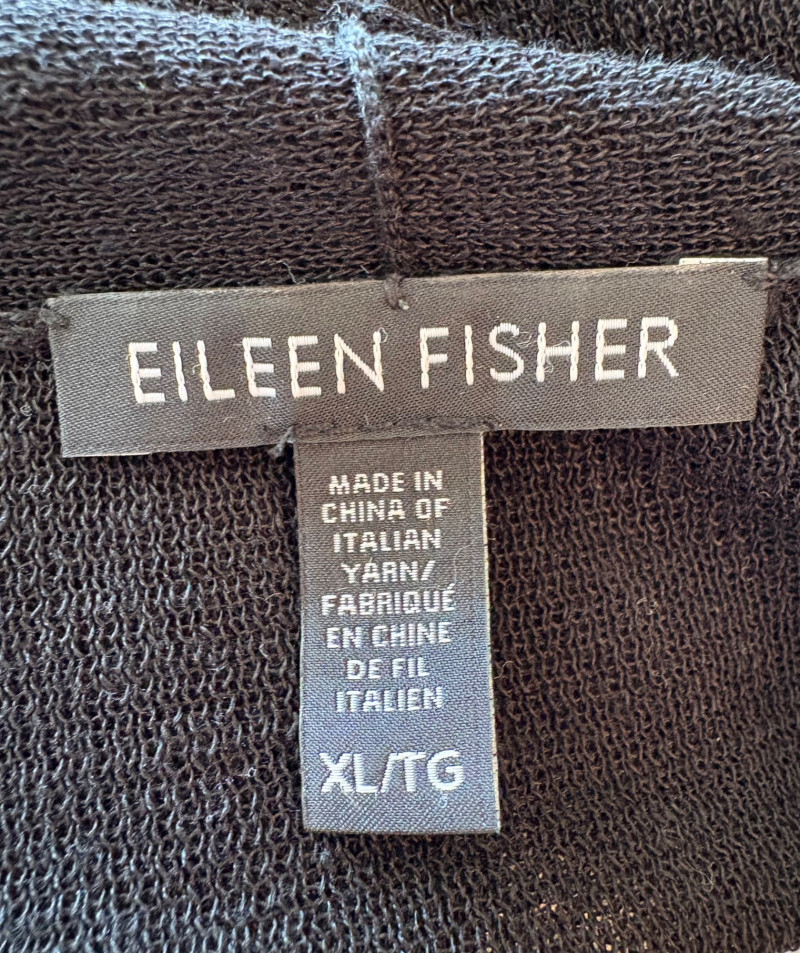 EILEEN FISHER
MADE IN
CHINA OF
ITALIAN
YARN/
FABRIQUÉ
EN CHINE
DE FIL
ITALIEN
XL/TG